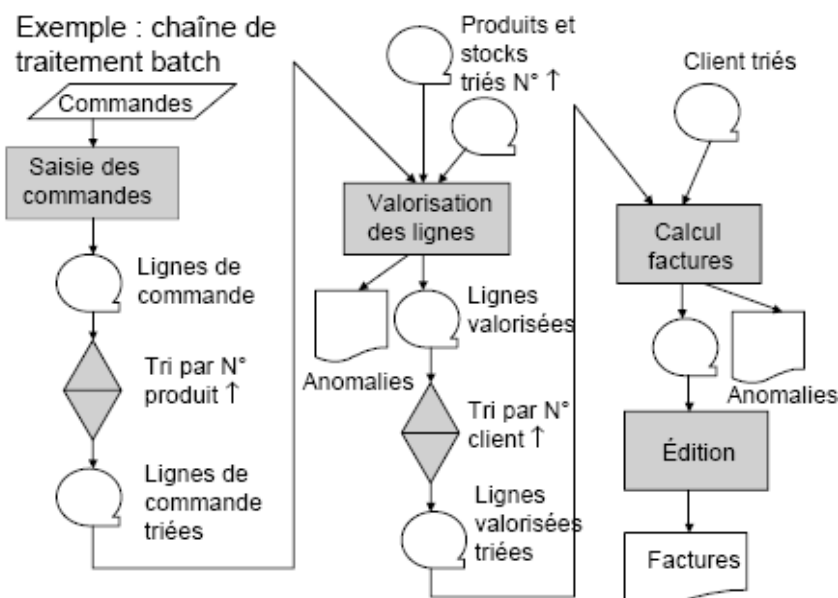 Exemple : chaîne de
traitement batch
Commandes
Saisie des
commandes
Lignes de
commande
Tri par N°
produit ↑
Lignes de
commande
triées
Produits et
stocks
triés N° ↑
Valorisation
des lignes
Anomalies
Lignes
valorisées
Tri par N°
client ↑
Lignes
valorisées
triées
Client triés
Calcul
factures
Anomalies
Édition
Factures